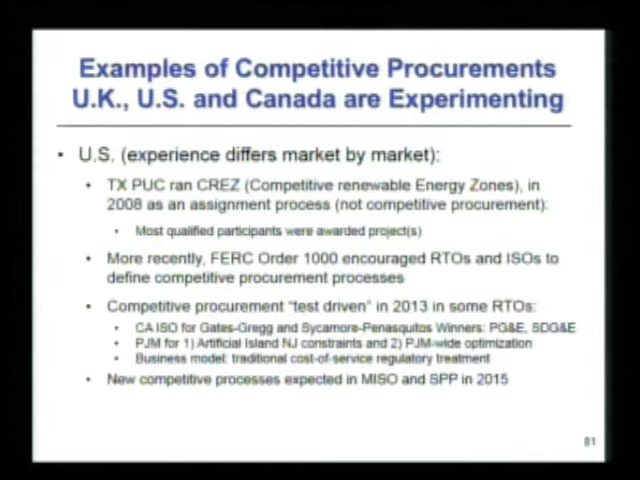 Examples of Competitive Procurements
U.K., U.S. and Canada are Experimenting
• U.S. (experience differs market by market):
• TX PUC ran CREZ (Competitive renewable Energy Zones), in
2008 as an assignment process (not competitive procurement):
• Most qualified participants were awarded project(s)
• More recently, FERC Order 1000 encouraged RTOs and ISOs to
define competitive procurement processes
• Competitive procurement "test driven" in 2013 in some RTOs:
• CA ISO for Gates-Gregg and Sycamore-Penasquitos Winners: PG&E, SDG&E
• PJM for 1) Artificial Island NJ constraints and 2) PJM-wide optimization
• Business model: traditional cost-of-service regulatory treatment
• New competitive processes expected in MISO and SPP in 2015
81